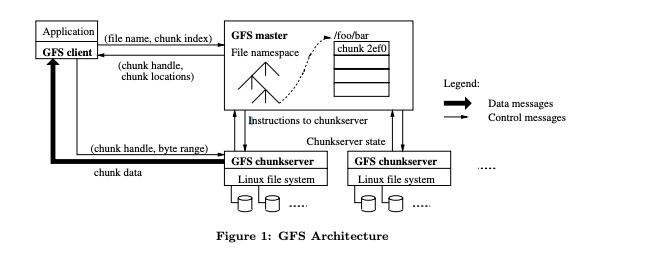 Application
GFS client
(file name, chunk index)
(chunk handle,
chunk locations)
GFS master
File namespace
/foo/bar
chunk 2ef0
Legend:
Data messages
Control messages
Instructions to chunkserver
Chunkserver state
(chunk handle, byte range)
chunk data
GFS chunkserver
Linux file system
GFS chunkserver
Linux file system
Figure 1: GFS Architecture